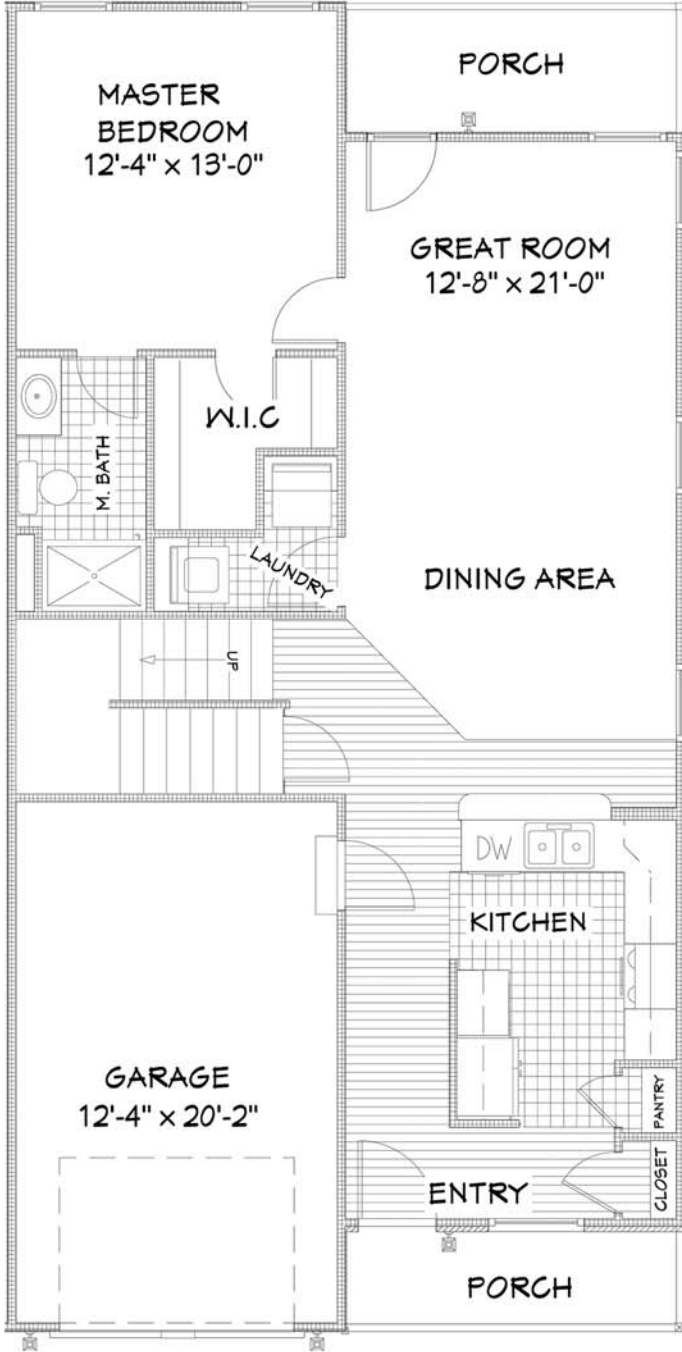 PORCH
MASTER
BEDROOM
12'-4" x 13'-0"
GREAT ROOM
12'-8" x 21'-0"
W.I.C
M. BATH
LAUNDRY
DINING AREA
UP
DW
KITCHEN
GARAGE
12'-4" x 20'-2"
PANTRY
CLOSET
ENTRY
PORCH